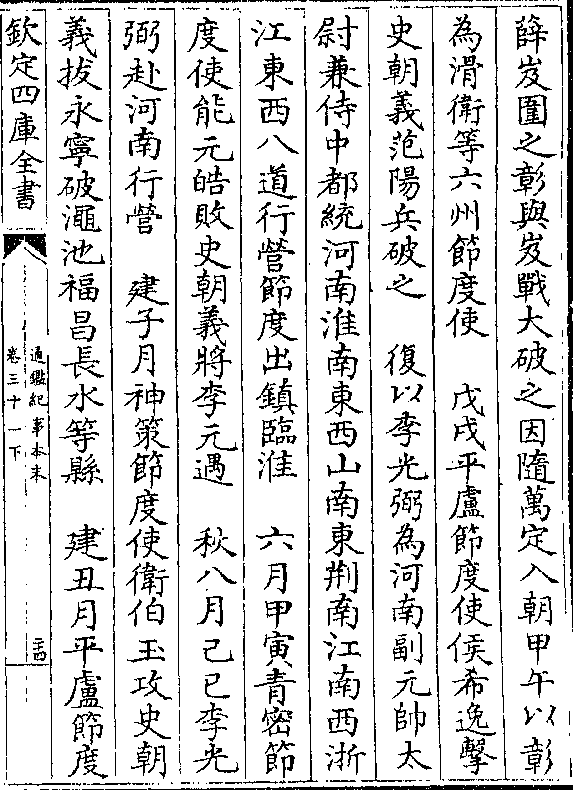 薛岌圍之彰與岌戰大破之因隨萬定入朝甲午以彰
為滑衛等六州節度使　戊戌平盧節度使侯希逸擊
史朝義范陽兵破之　復以李光弼為河南副元帥太
尉兼侍中都統河南淮南東西山南東荆南江南西浙
江東西八道行營節度出鎮臨淮　六月甲寅青密節
度使能元皓敗史朝義將李元遇　秋八月己巳李光
弼赴河南行營　建子月神策節度使衛伯玉攻史朝
義拔永寧破澠池福昌長水等縣　建丑月平盧節度
欽定四庫全書
通鑑紀事本末
卷三十一下
二四